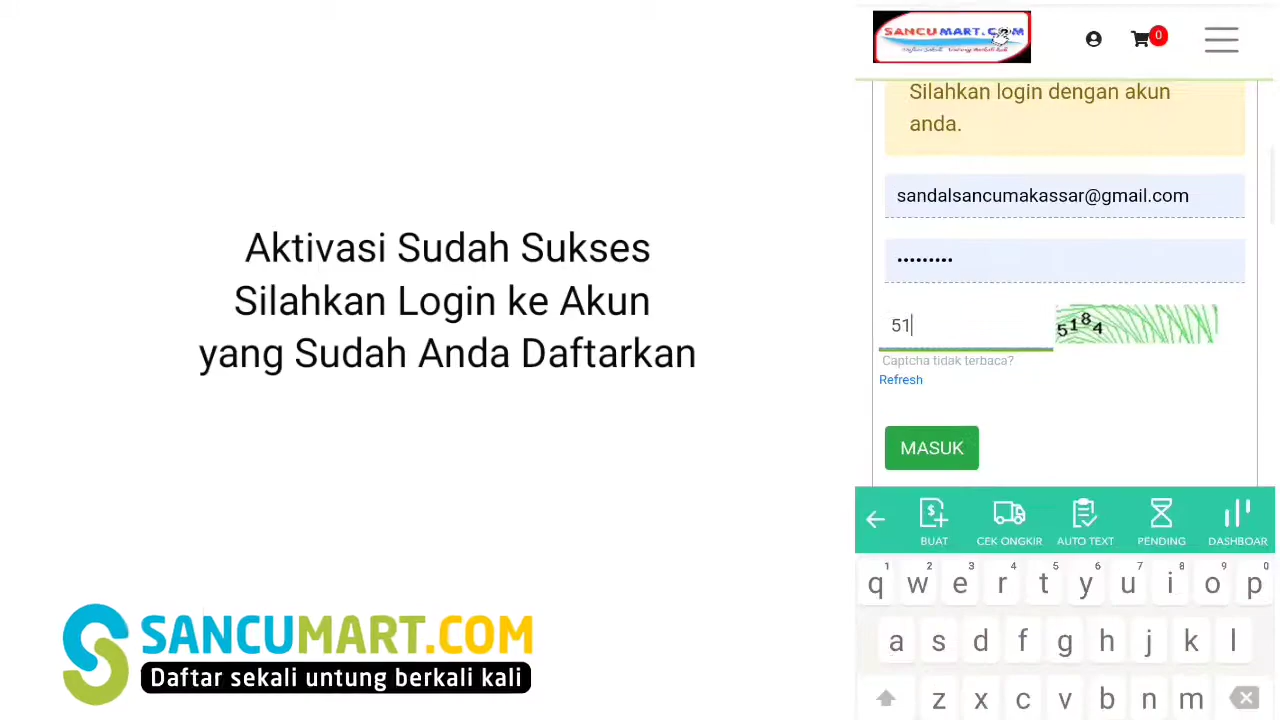 SANCUMART.COM
0
Silahkan login dengan akun
anda.
sandalsancumakassar@gmail.com
•••••••••
51
5184
Captcha tidak terbaca?
Refresh
MASUK
Aktivasi Sudah Sukses
Silahkan Login ke Akun
yang Sudah Anda Daftarkan
SANCUMART.COM
Daftar sekali untung berkali kali
BUAT CEK ONGKIR AUTO TEXT PENDING DASHBOAR
1 2 3 4 5 6 7 8 9 0
q w e r t y u i o p
a s d f g h j k l
z x c v b n m